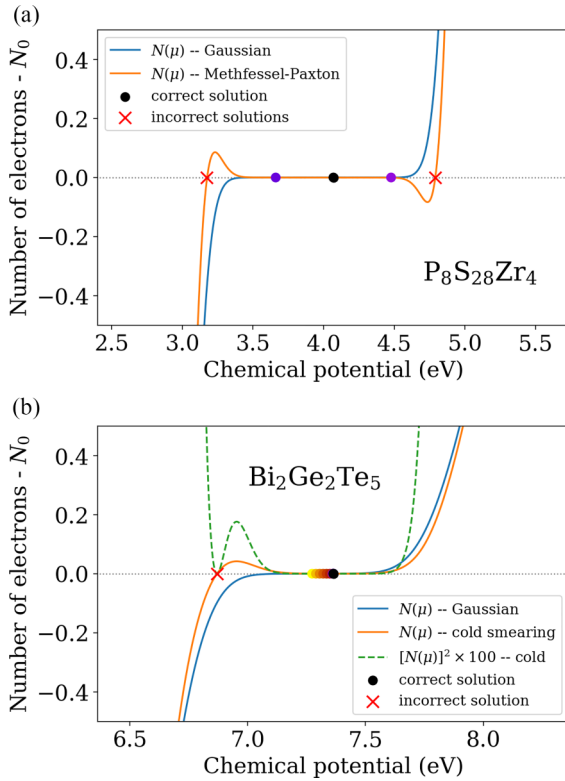 (a)
Number of electrons - N₀
0.4
0.2
0.0
−0.2
−0.4
N(μ) -- Gaussian
N(μ) -- Methfessel-Paxton
correct solution
incorrect solutions
P₈S₂₈Zr₄
2.5 3.0 3.5 4.0 4.5 5.0 5.5
Chemical potential (eV)
(b)
Number of electrons - N₀
0.4
0.2
0.0
−0.2
−0.4
Bi₂Ge₂Te₅
N(μ) -- Gaussian
N(μ) -- cold smearing
[N(μ)]² × 100 -- cold
correct solution
incorrect solution
6.5 7.0 7.5 8.0
Chemical potential (eV)